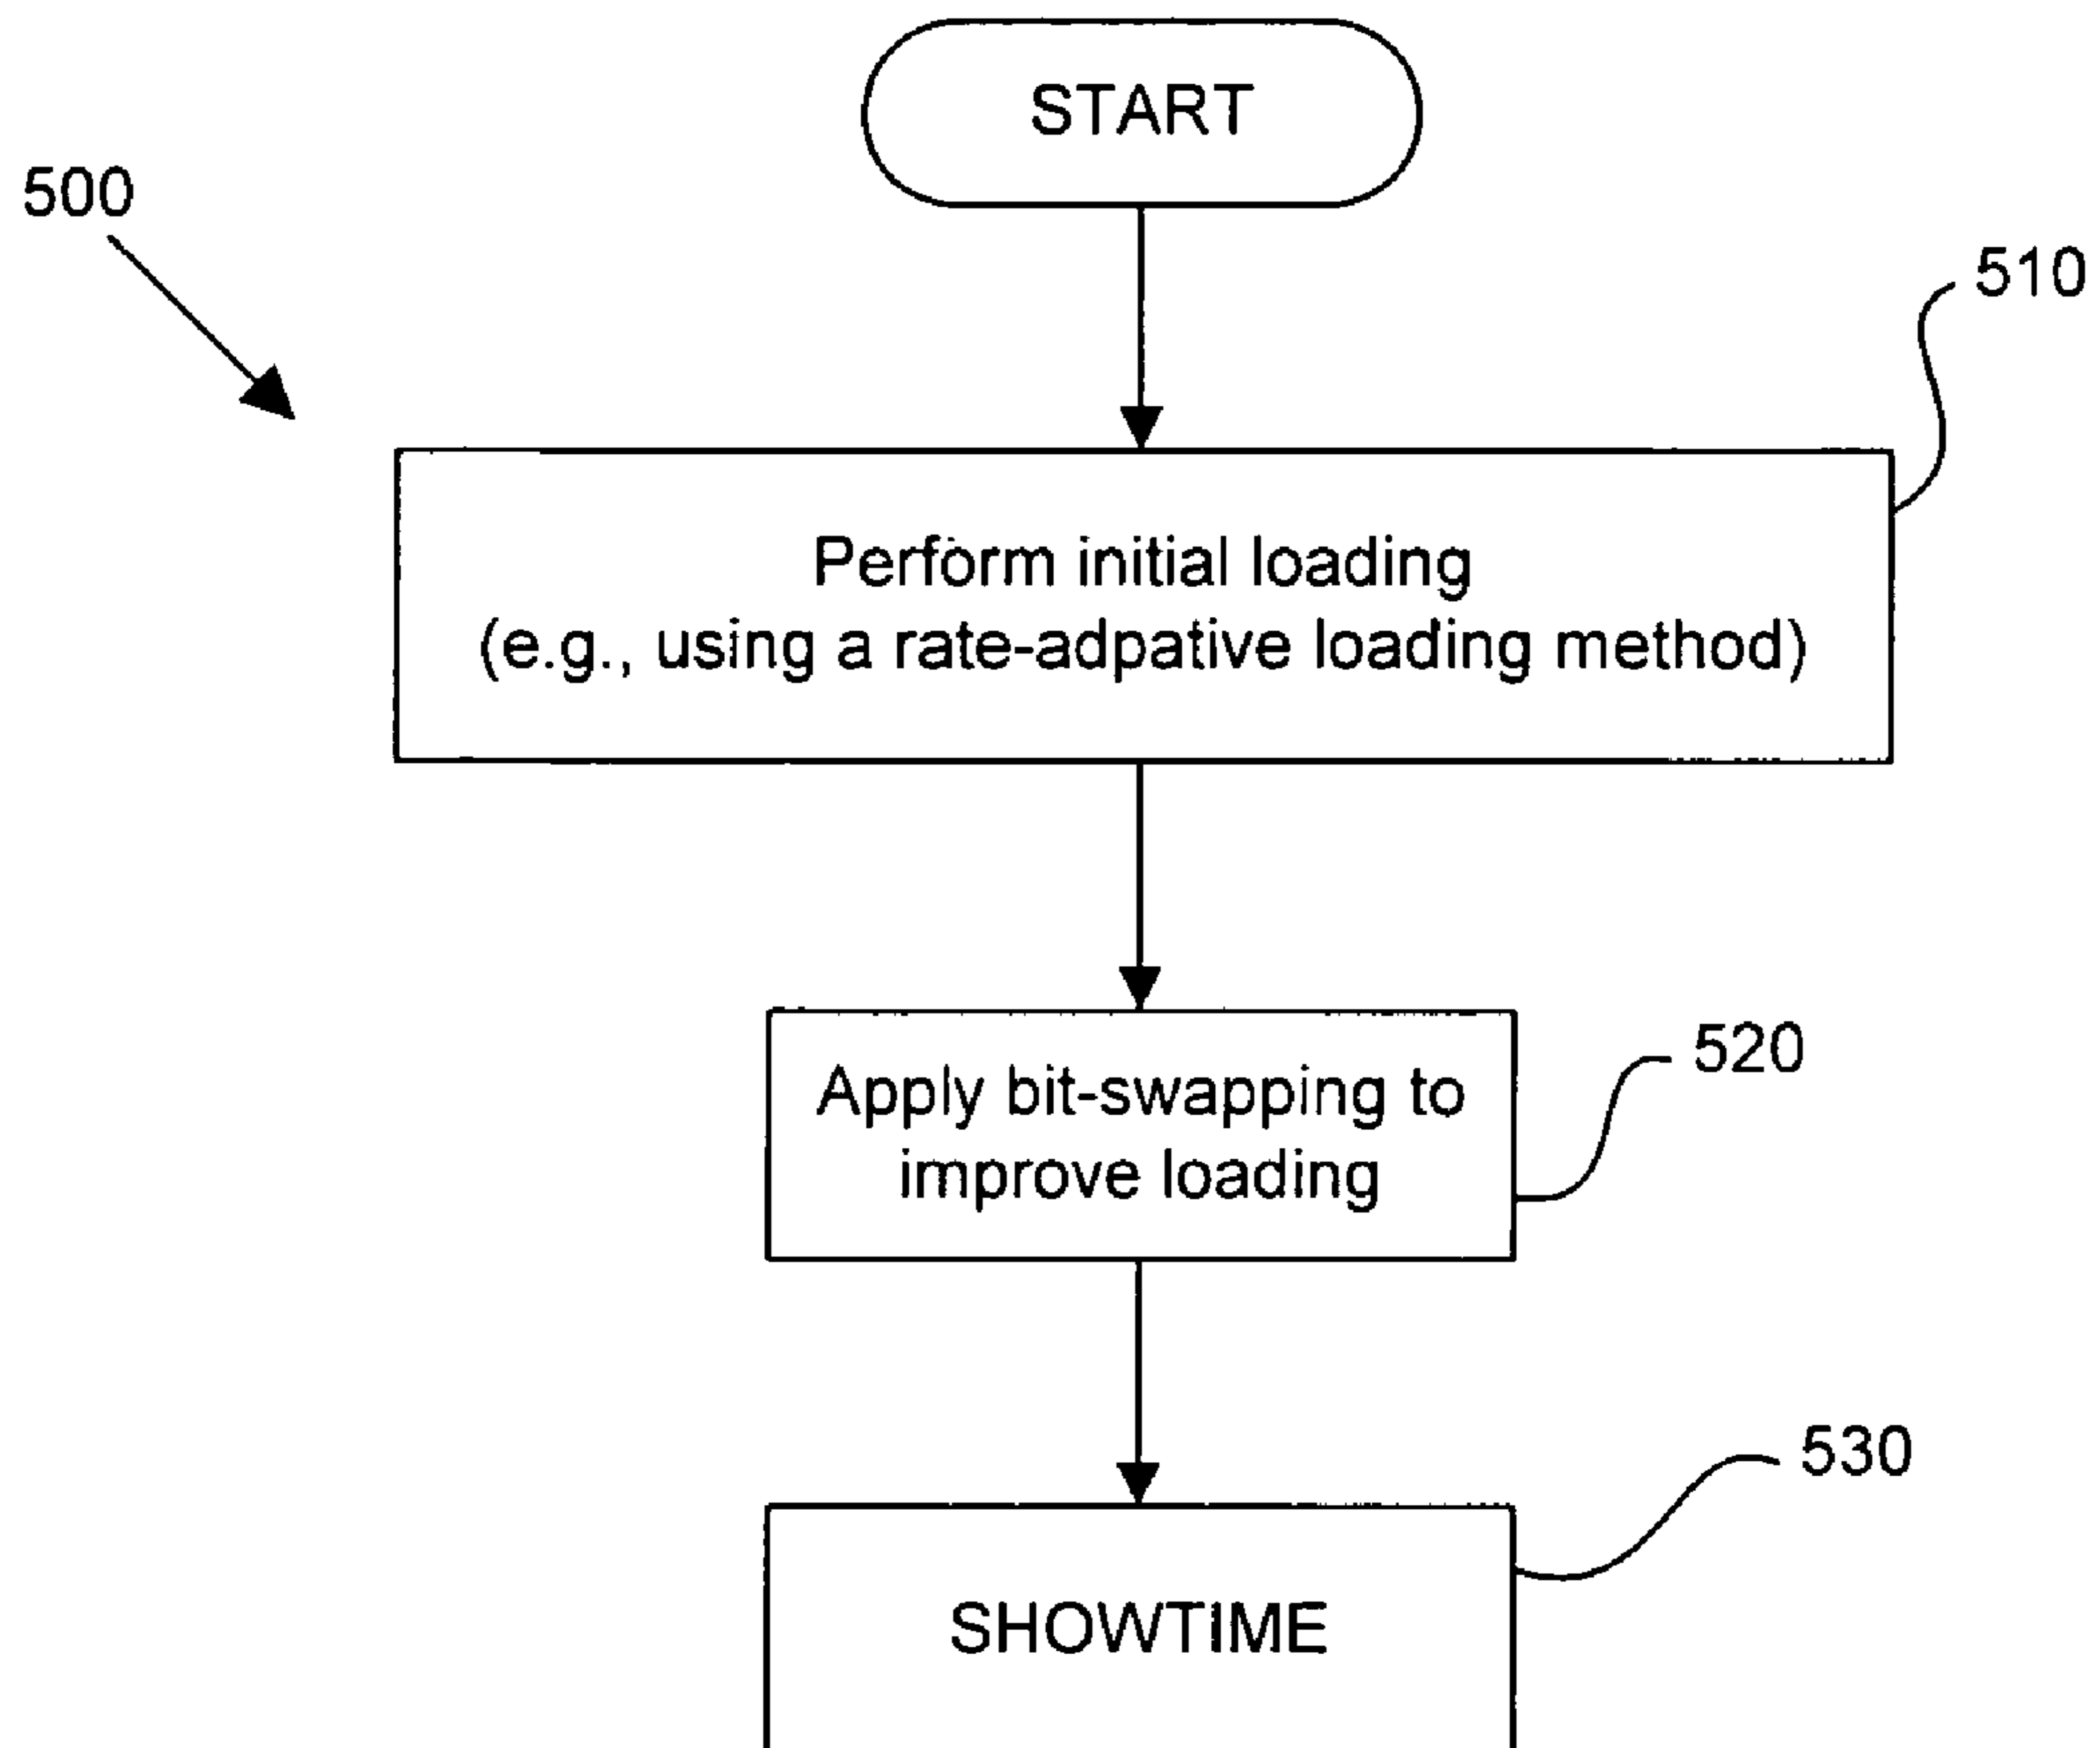 START
500
510
Perform initial loading
(e.g., using a rate-adpative loading method)
520
Apply bit-swapping to
improve loading
530
SHOWTIME